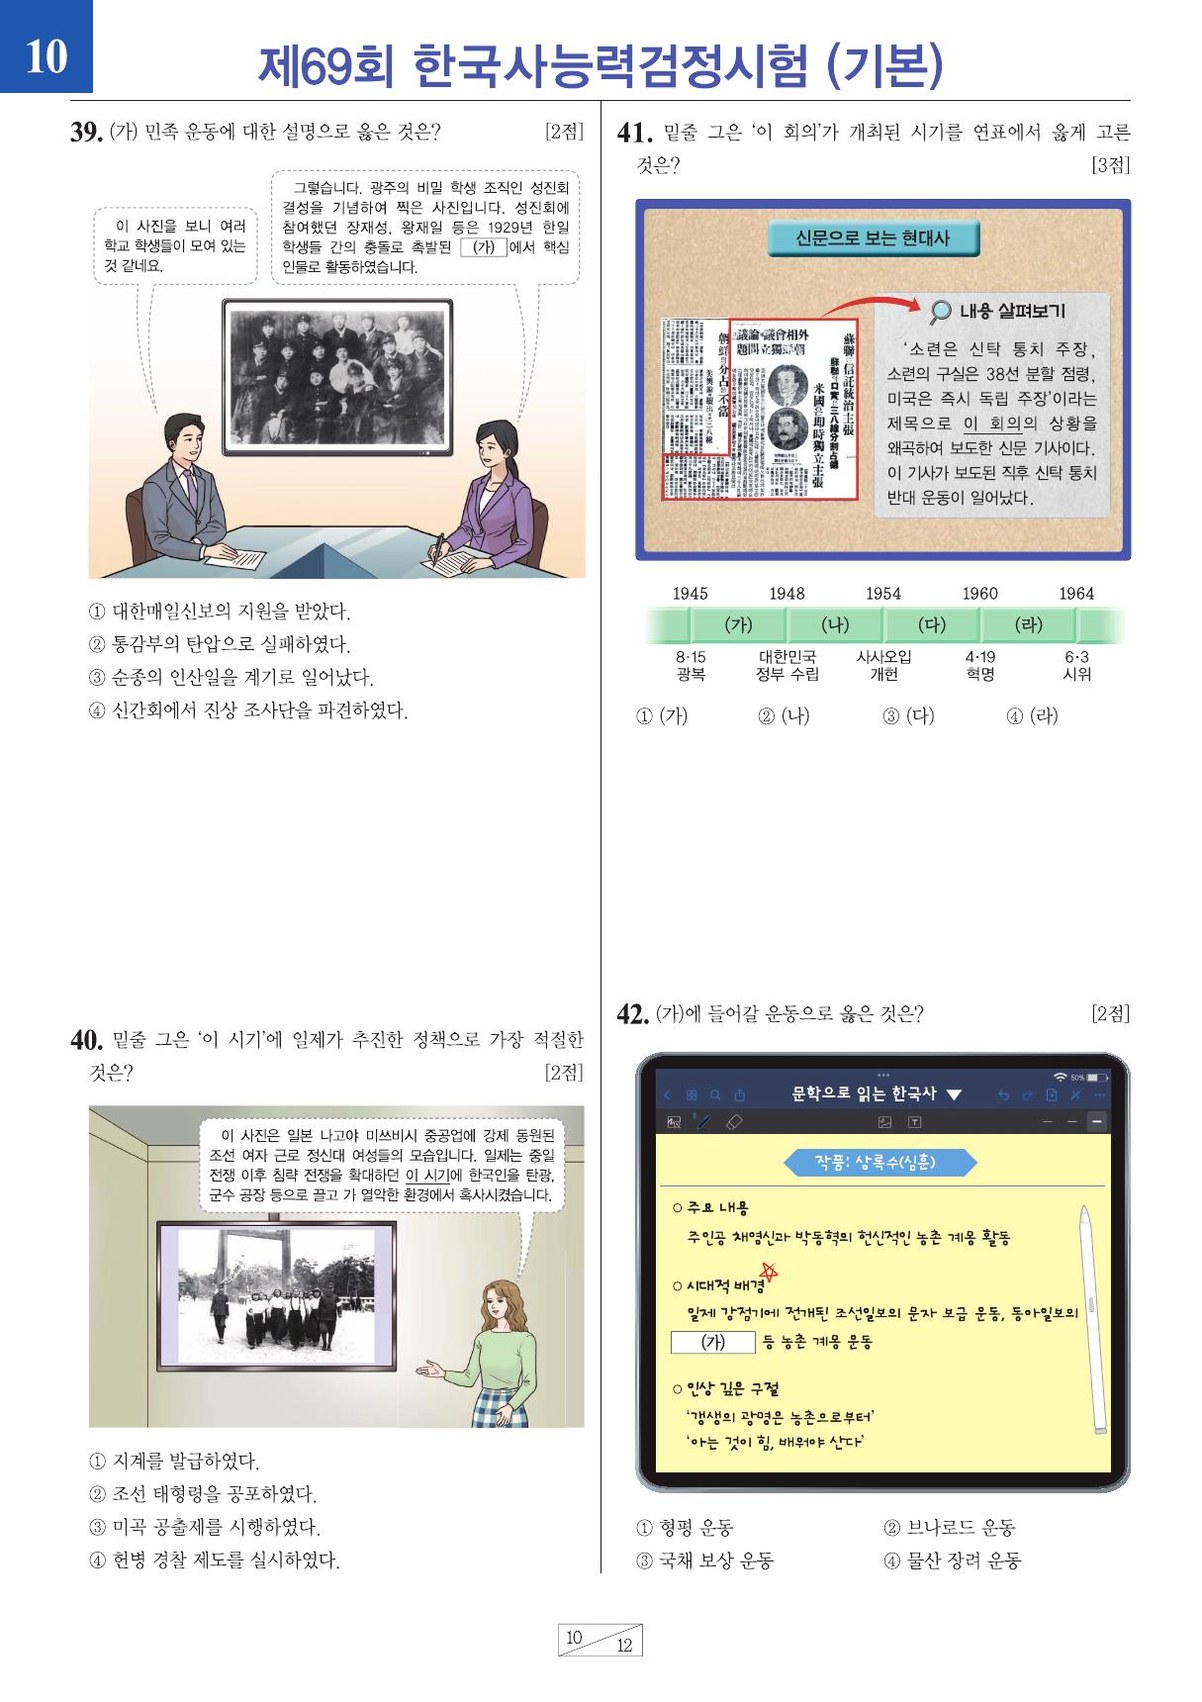 10
제69회 한국사능력검정시험 (기본)
39. (가) 민족 운동에 대한 설명으로 옳은 것은? [2점]
이 사진을 보니 여러
학교 학생들이 모여 있는
것 같네요.
그렇습니다. 광주의 비밀 학생 조직인 성진회
결성을 기념하여 찍은 사진입니다. 성진회에
참여했던 장재성, 왕재일 등은 1929년 한일
학생들 간의 충돌로 촉발된 (가) 에서 핵심
인물로 활동하였습니다.
① 대한매일신보의 지원을 받았다.
② 통감부의 탄압으로 실패하였다.
③ 순종의 인산일을 계기로 일어났다.
④ 신간회에서 진상 조사단을 파견하였다.
40. 밑줄 그은 ‘이 시기’에 일제가 추진한 정책으로 가장 적절한
것은? [2점]
이 사진은 일본 나고야 미쓰비시 중공업에 강제 동원된
조선 여자 근로 정신대 여성들의 모습입니다. 일제는 중일
전쟁 이후 침략 전쟁을 확대하던 이 시기에 한국인을 탄광,
군수 공장 등으로 끌고 가 열악한 환경에서 혹사시켰습니다.
① 지계를 발급하였다.
② 조선 태형령을 공포하였다.
③ 미곡 공출제를 시행하였다.
④ 헌병 경찰 제도를 실시하였다.
41. 밑줄 그은 ‘이 회의’가 개최된 시기를 연표에서 옳게 고른
것은? [3점]
신문으로 보는 현대사
蘇聯은 信託統治主張
蘇聯의 口實은 三八線分割占領
米國은 卽時獨立主張
내용 살펴보기
‘소련은 신탁 통치 주장,
소련의 구실은 38선 분할 점령,
미국은 즉시 독립 주장’이라는
제목으로 이 회의의 상황을
왜곡하여 보도한 신문 기사이다.
이 기사가 보도된 직후 신탁 통치
반대 운동이 일어났다.
1945 1948 1954 1960 1964
(가) (나) (다) (라)
8·15 대한민국 사사오입 4·19 6·3
광복 정부 수립 개헌 혁명 시위
① (가) ② (나) ③ (다) ④ (라)
42. (가)에 들어갈 운동으로 옳은 것은? [2점]
50%
문학으로 읽는 한국사 ▼
작품: 상록수(심훈)
○ 주요 내용
주인공 채영신과 박동혁의 헌신적인 농촌 계몽 활동
○ 시대적 배경
일제 강점기에 전개된 조선일보의 문자 보급 운동, 동아일보의
(가) 등 농촌 계몽 운동
○ 인상 깊은 구절
‘갱생의 광명은 농촌으로부터’
‘아는 것이 힘, 배워야 산다’
① 형평 운동 ② 브나로드 운동
③ 국채 보상 운동 ④ 물산 장려 운동
10 12